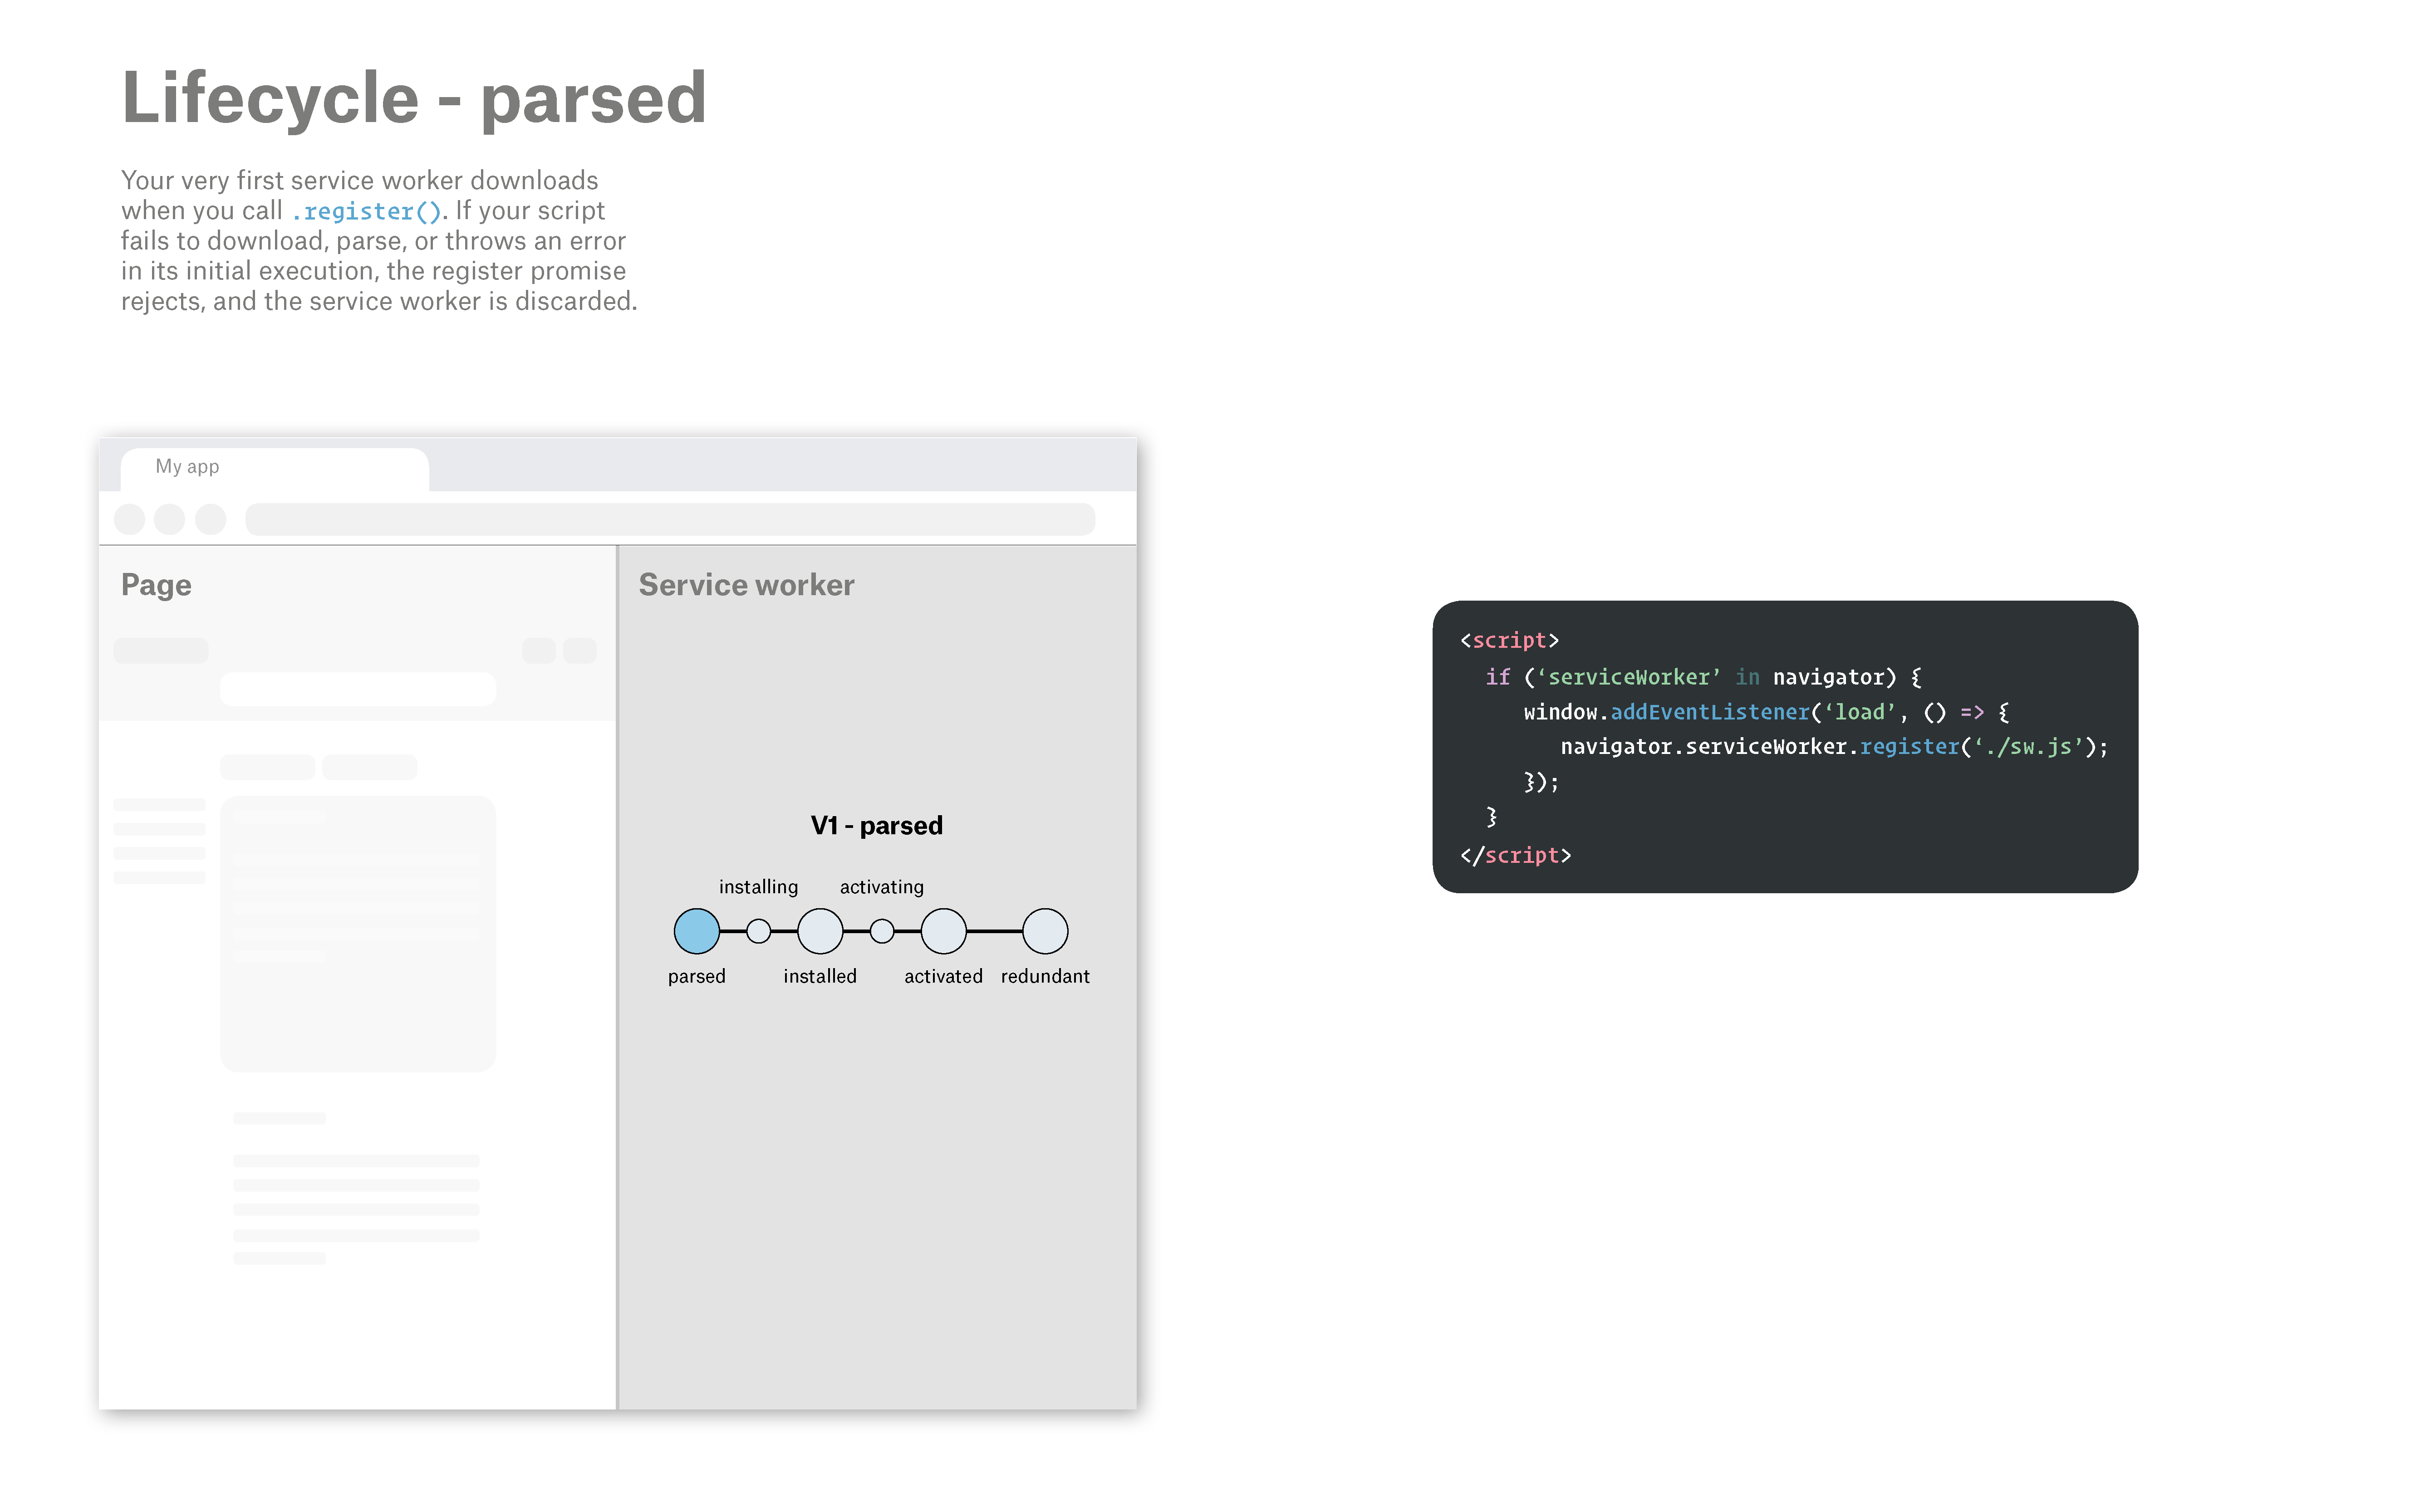 Lifecycle - parsed
Your very first service worker downloads
when you call .register(). If your script
fails to download, parse, or throws an error
in its initial execution, the register promise
rejects, and the service worker is discarded.
My app
Page
Service worker
V1 - parsed
installing activating
parsed installed activated redundant
<script>
if (‘serviceWorker’ in navigator) {
window.addEventListener(‘load’, () => {
navigator.serviceWorker.register(‘./sw.js’);
});
}
</script>